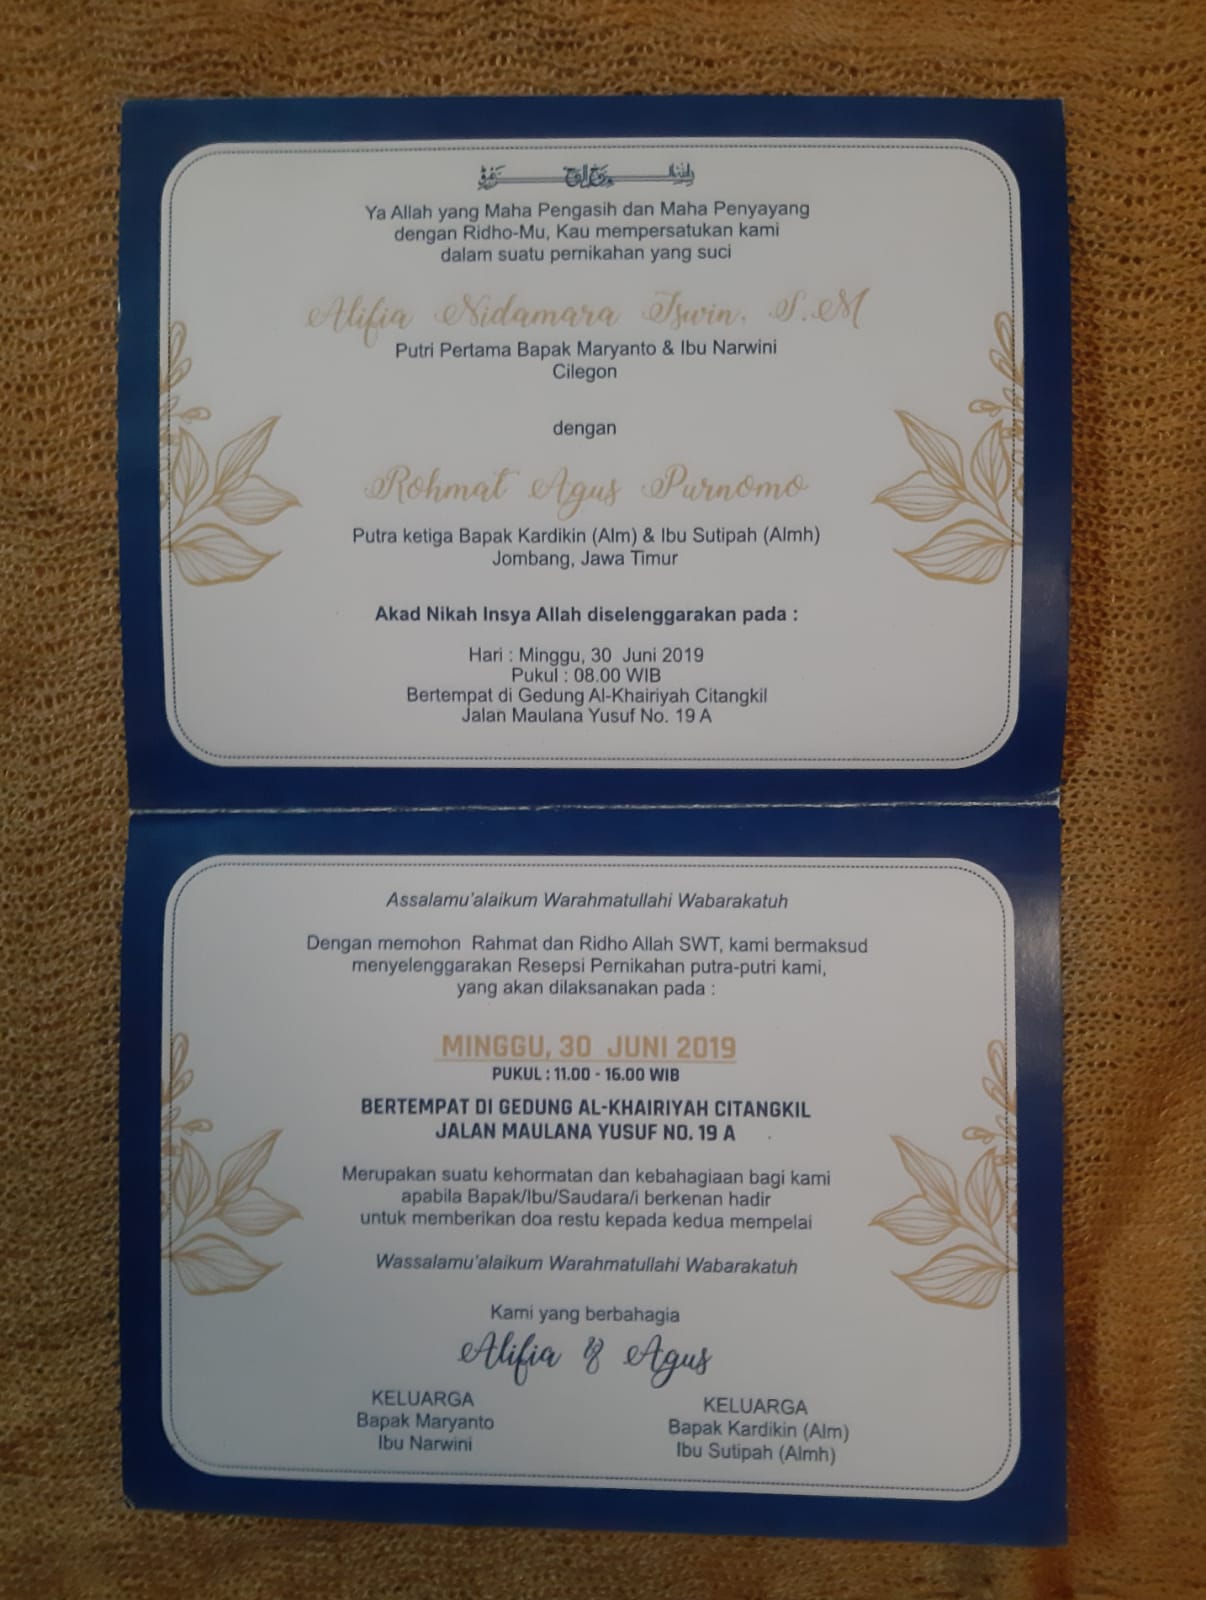 Ya Allah yang Maha Pengasih dan Maha Penyayang
dengan Ridho-Mu, Kau mempersatukan kami
dalam suatu pernikahan yang suci
Alifia Nidamara Iswin, S.M
Putri Pertama Bapak Maryanto & Ibu Narwini
Cilegon
dengan
Rohmat Agus Purnomo
Putra ketiga Bapak Kardikin (Alm) & Ibu Sutipah (Almh)
Jombang, Jawa Timur
Akad Nikah Insya Allah diselenggarakan pada :
Hari : Minggu, 30 Juni 2019
Pukul : 08.00 WIB
Bertempat di Gedung Al-Khairiyah Citangkil
Jalan Maulana Yusuf No. 19 A
Assalamu'alaikum Warahmatullahi Wabarakatuh
Dengan memohon Rahmat dan Ridho Allah SWT, kami bermaksud
menyelenggarakan Resepsi Pernikahan putra-putri kami,
yang akan dilaksanakan pada :
MINGGU, 30 JUNI 2019
PUKUL : 11.00 - 16.00 WIB
BERTEMPAT DI GEDUNG AL-KHAIRIYAH CITANGKIL
JALAN MAULANA YUSUF NO. 19 A
Merupakan suatu kehormatan dan kebahagiaan bagi kami
apabila Bapak/Ibu/Saudara/i berkenan hadir
untuk memberikan doa restu kepada kedua mempelai
Wassalamu'alaikum Warahmatullahi Wabarakatuh
Kami yang berbahagia
Alifia & Agus
KELUARGA
Bapak Maryanto
Ibu Narwini
KELUARGA
Bapak Kardikin (Alm)
Ibu Sutipah (Almh)